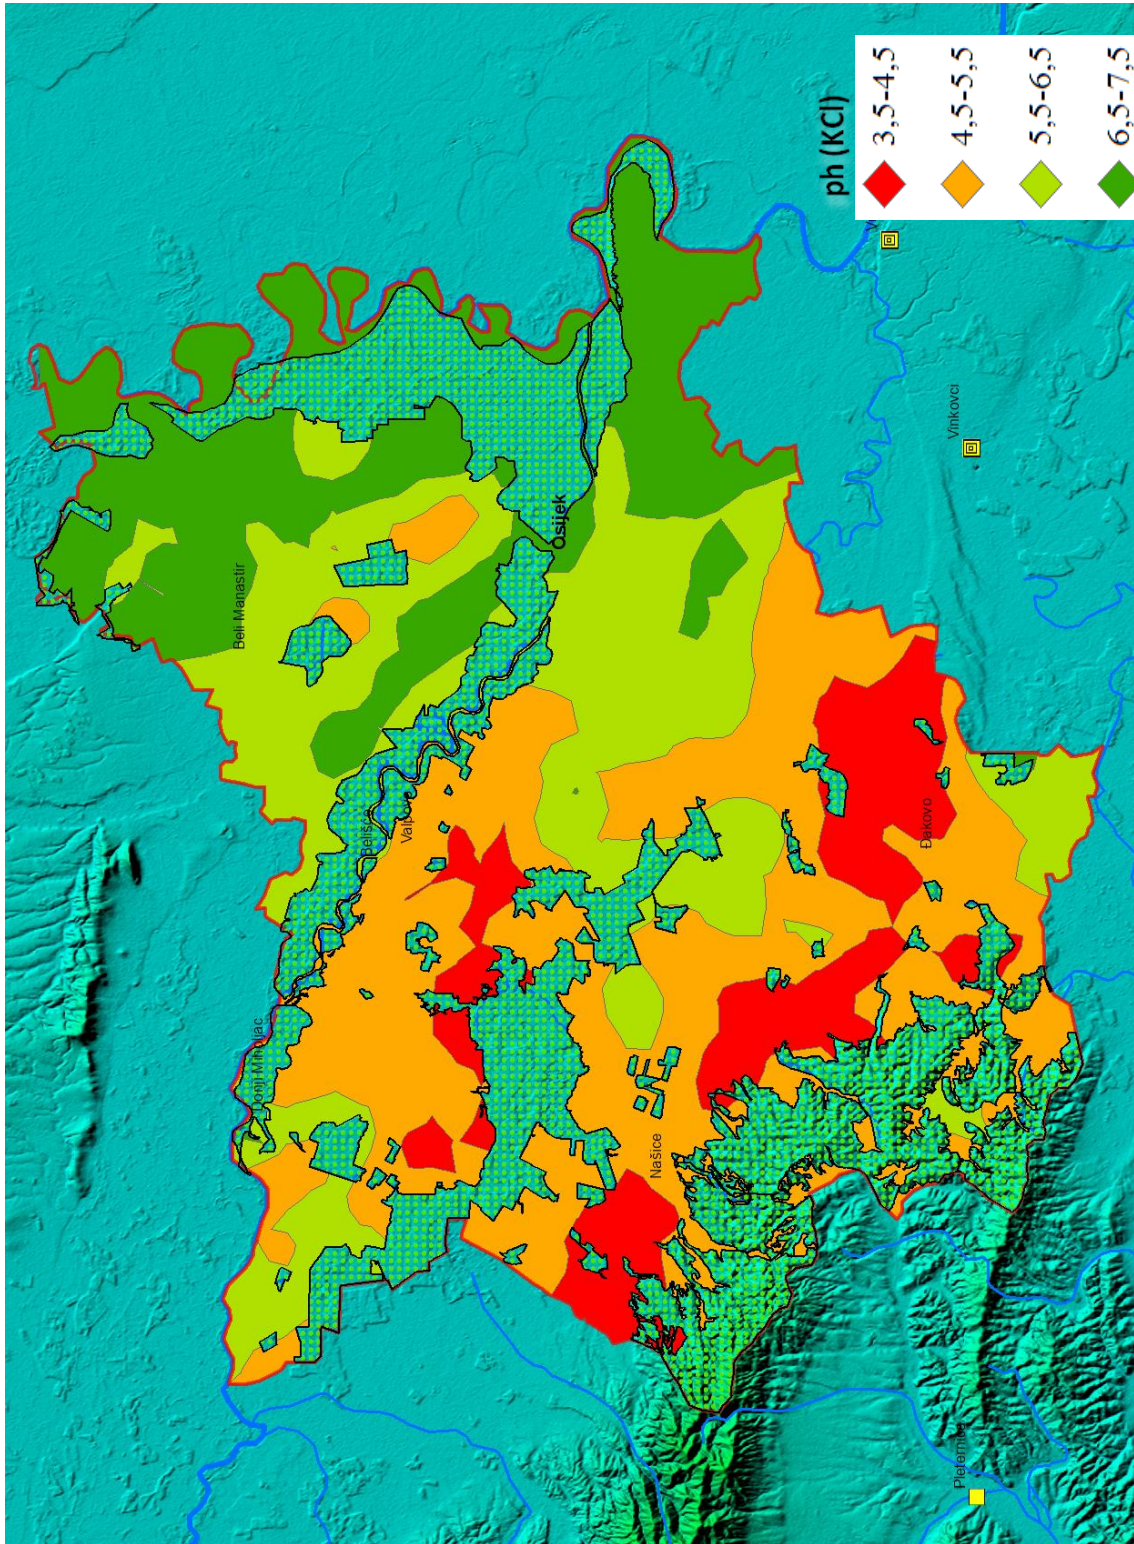 Beli Manastir
Donji Miholjac
Belišće
Valpovo
Osijek
Našice
Đakovo
Vinkovci
Pleternica
ph (KCl)
3,5-4,5
4,5-5,5
5,5-6,5
6,5-7,5